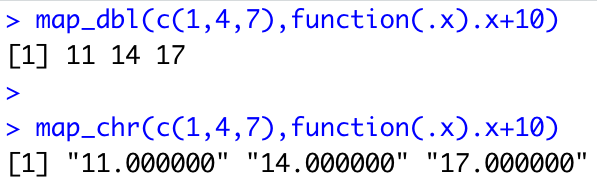 > map_dbl(c(1,4,7),function(.x).x+10)
[1] 11 14 17
>
> map_chr(c(1,4,7),function(.x).x+10)
[1] "11.000000" "14.000000" "17.000000"